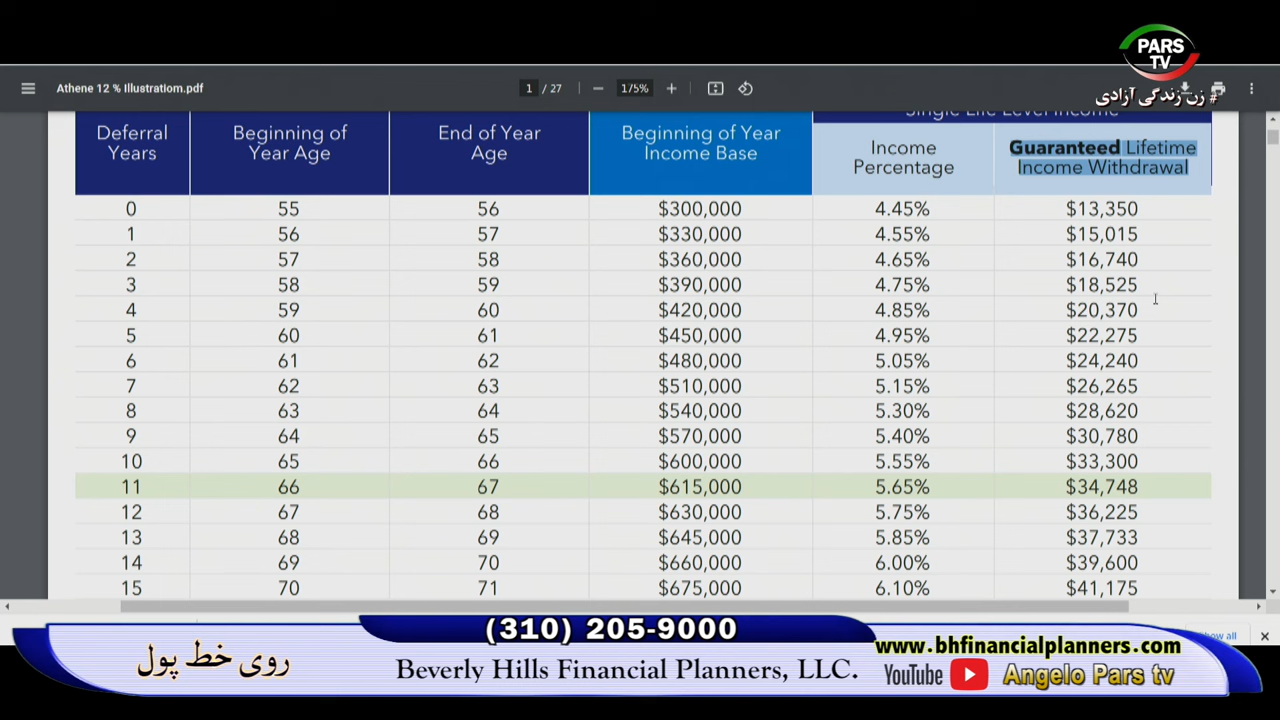 PARS
TV
# زن زندگی آزادی
Athene 12 % Illustratiom.pdf
1 / 27
175%
Single Life Level Income
Deferral Years
Beginning of Year Age
End of Year Age
Beginning of Year Income Base
Income Percentage
Guaranteed Lifetime Income Withdrawal
0 55 56 $300,000 4.45% $13,350
1 56 57 $330,000 4.55% $15,015
2 57 58 $360,000 4.65% $16,740
3 58 59 $390,000 4.75% $18,525
4 59 60 $420,000 4.85% $20,370
5 60 61 $450,000 4.95% $22,275
6 61 62 $480,000 5.05% $24,240
7 62 63 $510,000 5.15% $26,265
8 63 64 $540,000 5.30% $28,620
9 64 65 $570,000 5.40% $30,780
10 65 66 $600,000 5.55% $33,300
11 66 67 $615,000 5.65% $34,748
12 67 68 $630,000 5.75% $36,225
13 68 69 $645,000 5.85% $37,733
14 69 70 $660,000 6.00% $39,600
15 70 71 $675,000 6.10% $41,175
(310) 205-9000
Show all
www.bhfinancialplanners.com
روی خط پول
Beverly Hills Financial Planners, LLC.
YouTube Angelo Pars tv